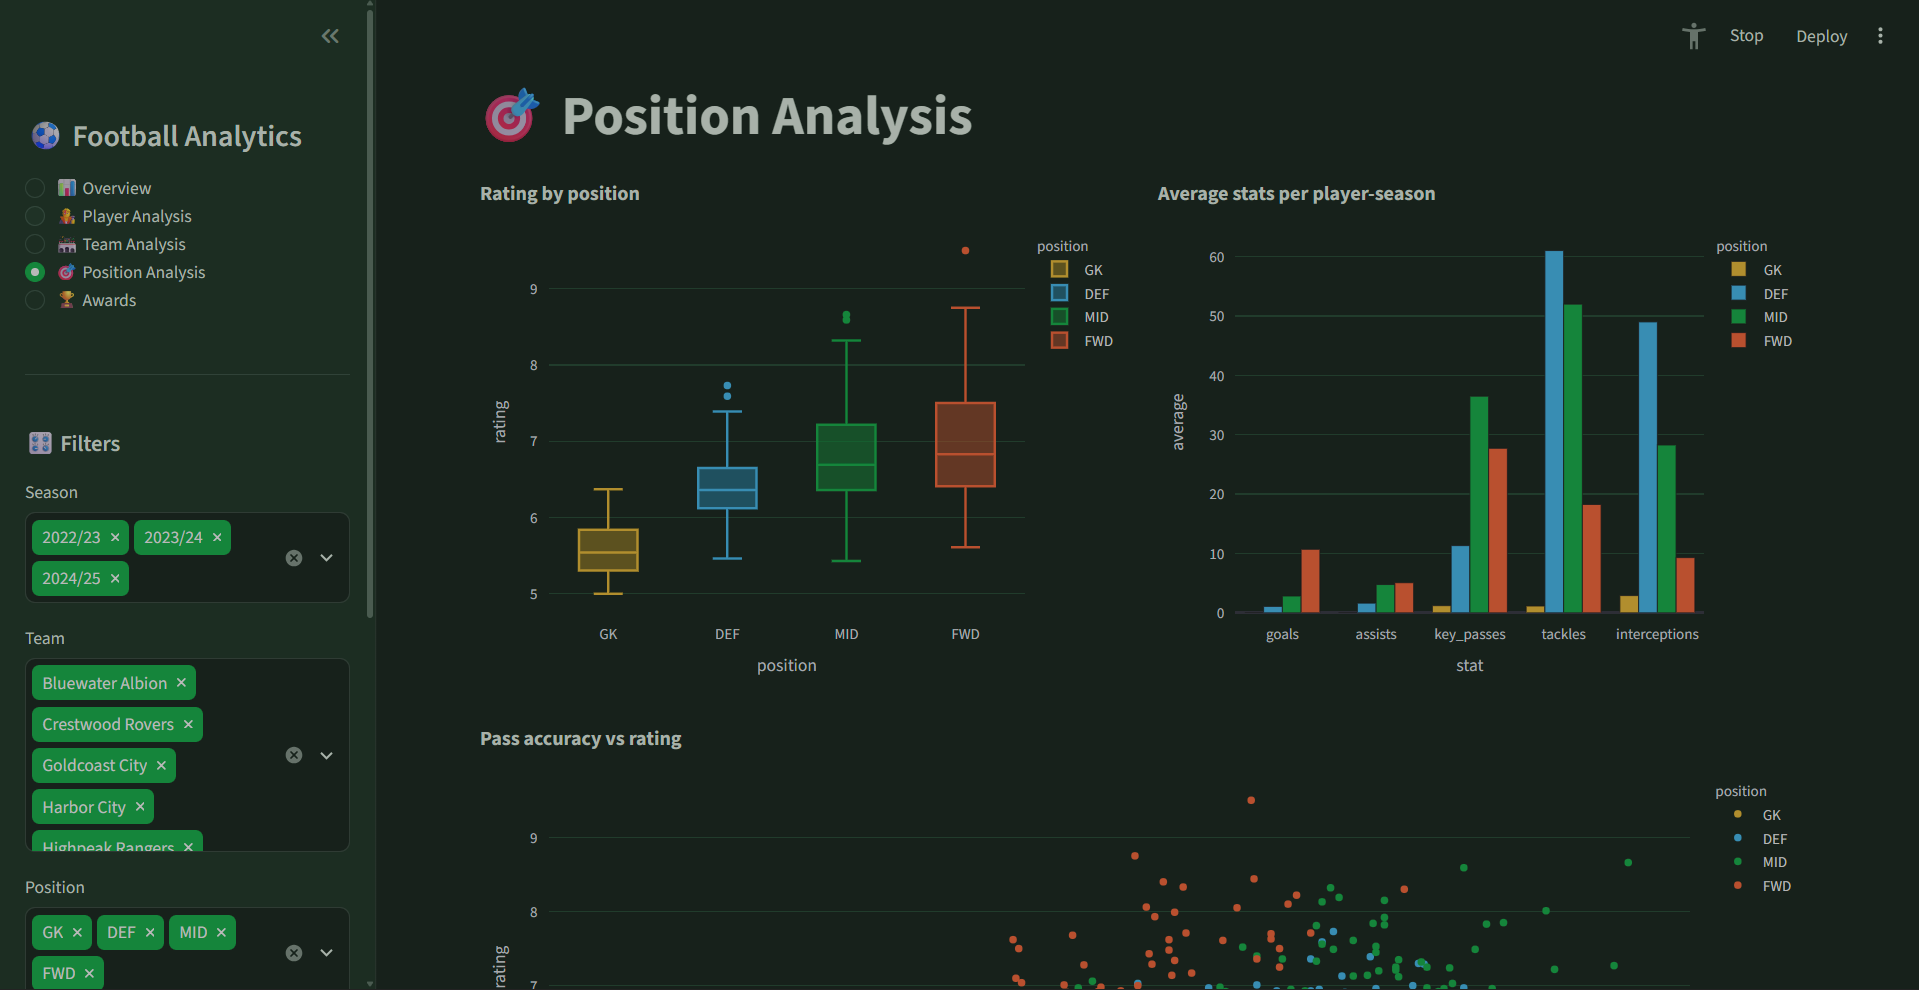 Stop
Deploy
Football Analytics
Overview
Player Analysis
Team Analysis
Position Analysis
Awards
Filters
Season
2022/23
2023/24
2024/25
Team
Bluewater Albion
Crestwood Rovers
Goldcoast City
Harbor City
Highpeak Rangers
Position
GK
DEF
MID
FWD
Position Analysis
Rating by position
rating
9
8
7
6
5
GK
DEF
MID
FWD
position
position
GK
DEF
MID
FWD
Average stats per player-season
average
60
50
40
30
20
10
0
goals
assists
key_passes
tackles
interceptions
stat
position
GK
DEF
MID
FWD
Pass accuracy vs rating
rating
9
8
7
position
GK
DEF
MID
FWD